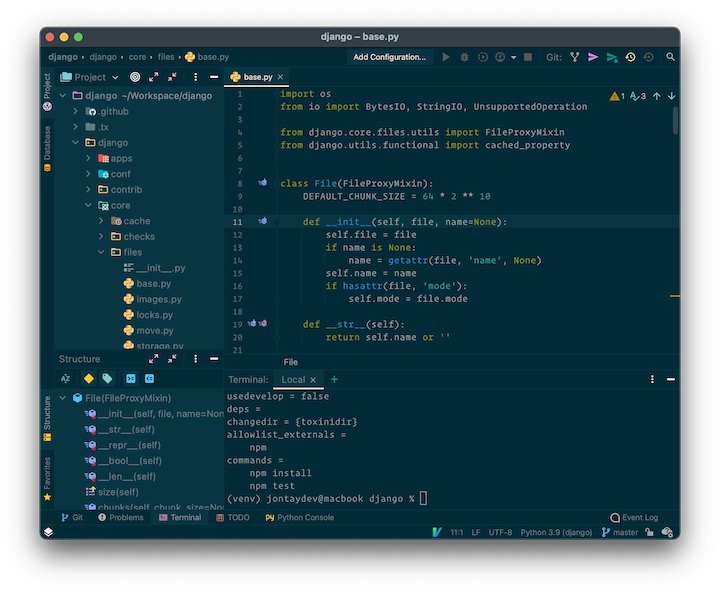 django – base.py
django › django › core › files › base.py
Add Configuration...
Git:
Project
base.py
Project
Database
django ~/Workspace/django
.github
.tx
django
apps
conf
contrib
core
cache
checks
files
__init__.py
base.py
images.py
locks.py
move.py
storage.py
1 3
1 import os
2 from io import BytesIO, StringIO, UnsupportedOperation
3
4 from django.core.files.utils import FileProxyMixin
5 from django.utils.functional import cached_property
6
7
8 class File(FileProxyMixin):
9 DEFAULT_CHUNK_SIZE = 64 * 2 ** 10
10
11 def __init__(self, file, name=None):
12 self.file = file
13 if name is None:
14 name = getattr(file, 'name', None)
15 self.name = name
16 if hasattr(file, 'mode'):
17 self.mode = file.mode
18
19 def __str__(self):
20 return self.name or ''
21
File
Structure
Structure
Favorites
File(FileProxyMixin)
__init__(self, file, name=Non
__str__(self)
__repr__(self)
__bool__(self)
__len__(self)
size(self)
chunks(self, chunk_size=Non
Terminal: Local
usedevelop = false
deps =
changedir = {toxinidir}
allowlist_externals =
npm
commands =
npm install
npm test
(venv) jontaydev@macbook django %
Git
Problems
Terminal
TODO
Python Console
Event Log
11:1 LF UTF-8 Python 3.9 (django) master